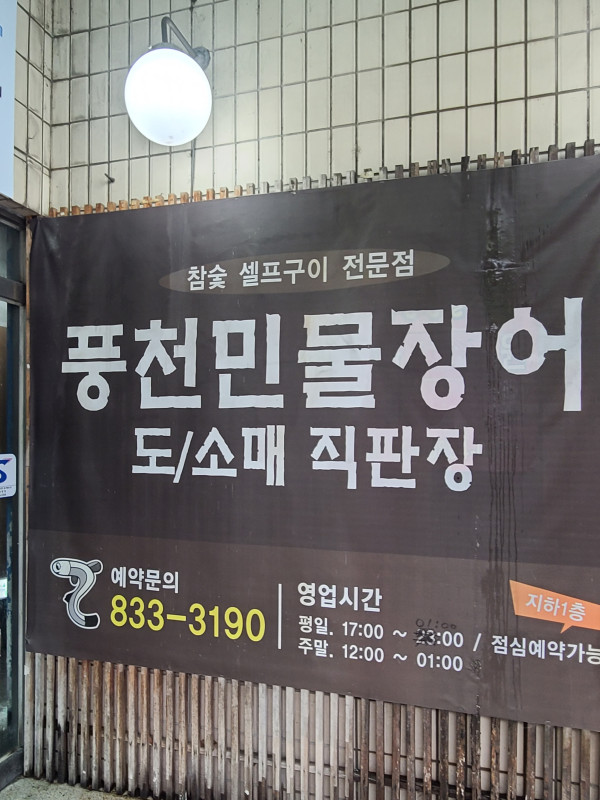 참숯 셀프구이 전문점
풍천민물장어
도/소매 직판장
예약문의
833-3190
영업시간
01:00
평일. 17:00 ~ 23:00 / 점심예약가능
주말. 12:00 ~ 01:00
지하1층